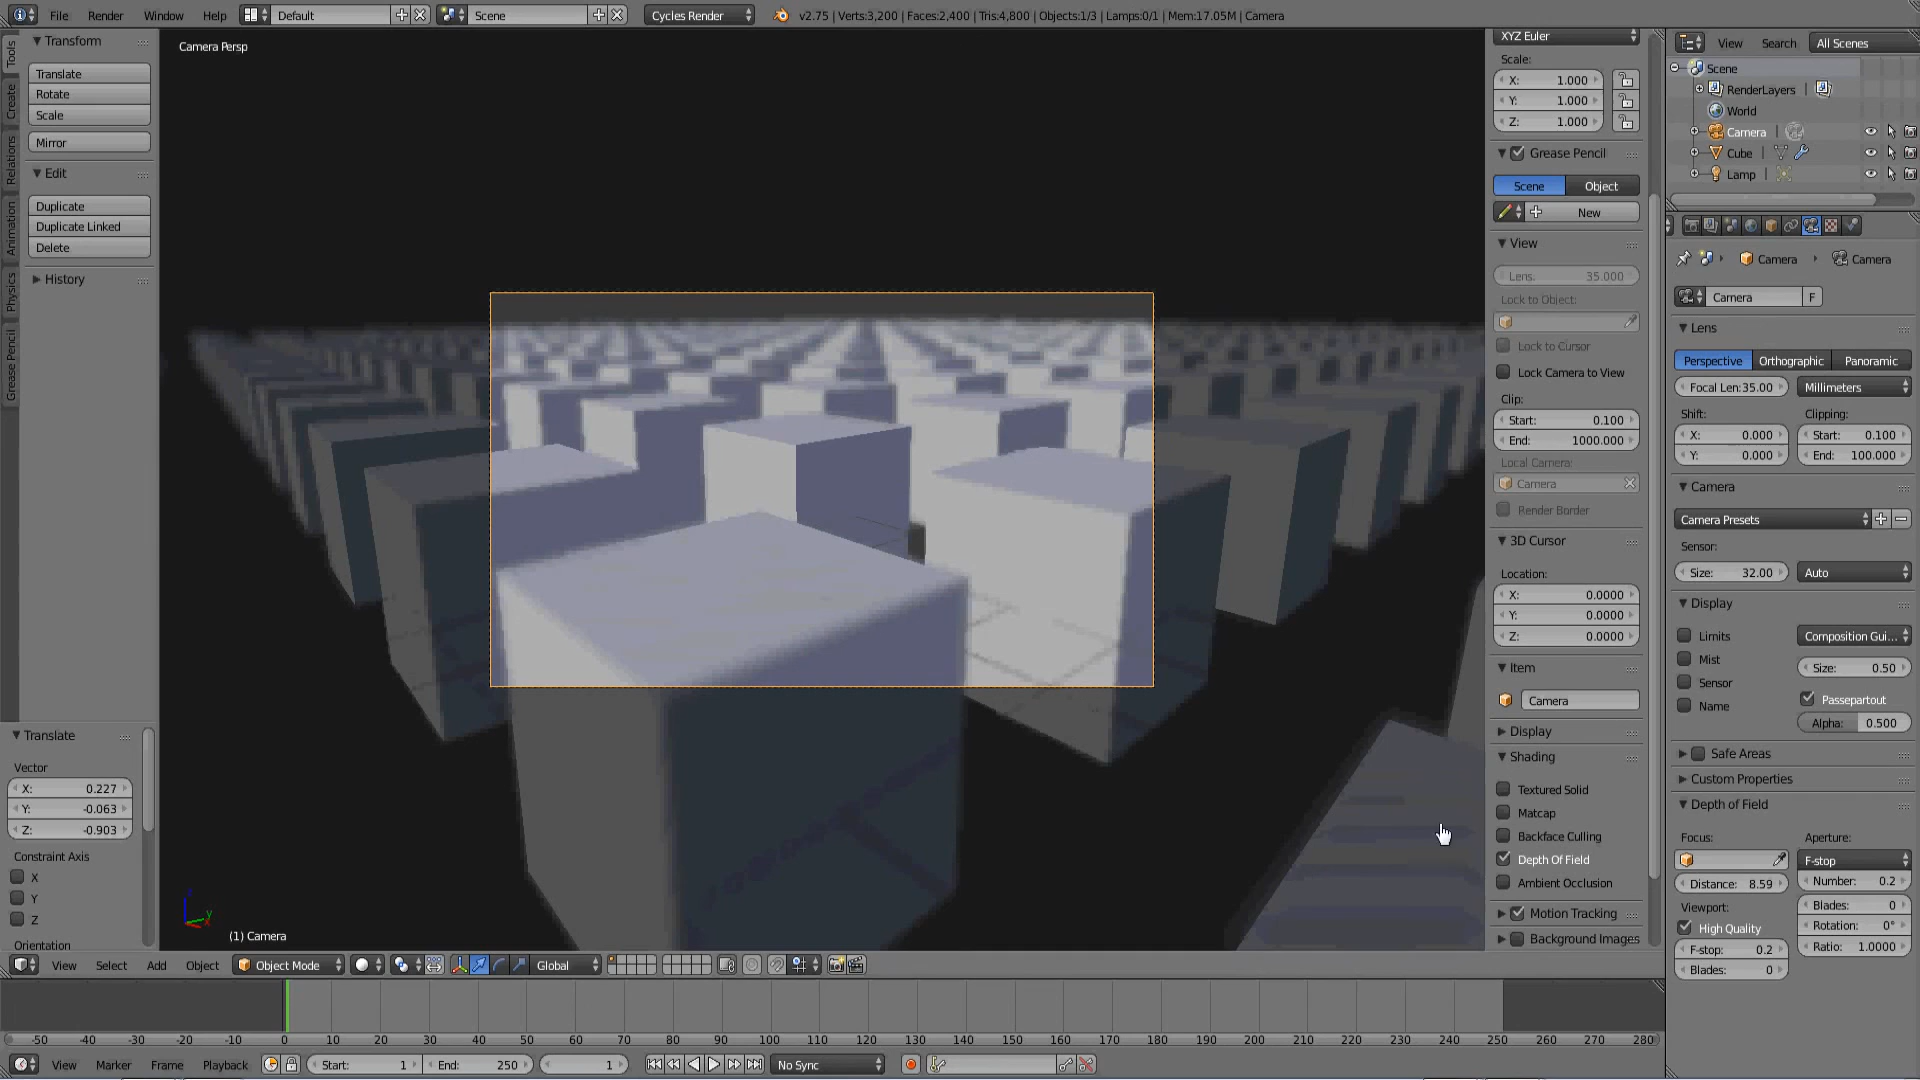 File Render Window Help Default Scene Cycles Render v2.75 | Verts:3,200 | Faces:2,400 | Tris:4,800 | Objects:1/3 | Lamps:0/1 | Mem:17.05M | Camera
Tools
Create
Relations
Animation
Physics
Grease Pencil
Transform
Translate
Rotate
Scale
Mirror
Edit
Duplicate
Duplicate Linked
Delete
History
Translate
Vector
X: 0.227
Y: -0.063
Z: -0.903
Constraint Axis
X
Y
Z
Orientation
Camera Persp
(1) Camera
XYZ Euler
Scale:
X: 1.000
Y: 1.000
Z: 1.000
Grease Pencil
Scene Object
New
View
Lens: 35.000
Lock to Object:
Lock to Cursor
Lock Camera to View
Clip:
Start: 0.100
End: 1000.000
Local Camera:
Camera
Render Border
3D Cursor
Location:
X: 0.0000
Y: 0.0000
Z: 0.0000
Item
Camera
Display
Shading
Textured Solid
Matcap
Backface Culling
Depth Of Field
Ambient Occlusion
Motion Tracking
Background Images
View Search All Scenes
Scene
RenderLayers |
World
Camera |
Cube |
Lamp |
Camera Camera
Camera F
Lens
Perspective Orthographic Panoramic
Focal Len:35.00 Millimeters
Shift: Clipping:
X: 0.000 Start: 0.100
Y: 0.000 End: 100.000
Camera
Camera Presets
Sensor:
Size: 32.00 Auto
Display
Limits Composition Gui...
Mist Size: 0.50
Sensor
Name
Passepartout
Alpha: 0.500
Safe Areas
Custom Properties
Depth of Field
Focus: Aperture:
F-stop
Distance: 8.59 Number: 0.2
Viewport: Blades: 0
High Quality Rotation: 0°
F-stop: 0.2 Ratio: 1.0000
Blades: 0
View Select Add Object Object Mode Global
-50 -40 -30 -20 -10 0 10 20 30 40 50 60 70 80 90 100 110 120 130 140 150 160 170 180 190 200 210 220 230 240 250 260 270 280
View Marker Frame Playback Start: 1 End: 250 1 No Sync